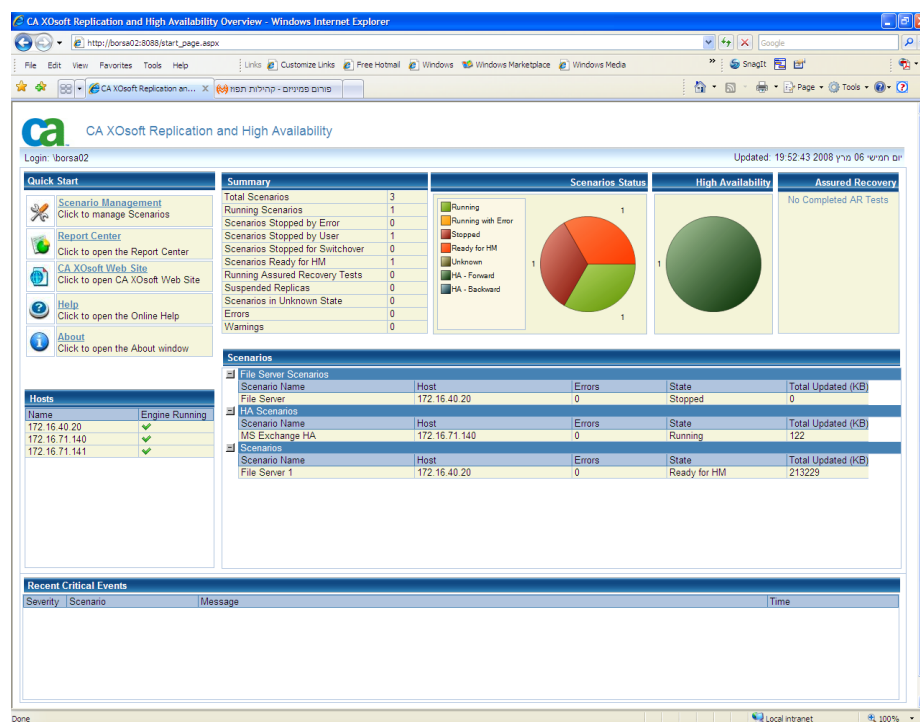 CA XOsoft Replication and High Availability Overview - Windows Internet Explorer
http://borsa02:8088/start_page.aspx
Google
File Edit View Favorites Tools Help
Links Customize Links Free Hotmail Windows Windows Marketplace Windows Media
» SnagIt
CA XOsoft Replication an... X
פורום פמיניזם - קהילות תפוז
Page Tools
ca
CA XOsoft Replication and High Availability
Login: \borsa02
Updated: 19:52:43 2008 יום חמישי 06 מרץ
Quick Start
Scenario Management
Click to manage Scenarios
Report Center
Click to open the Report Center
CA XOsoft Web Site
Click to open CA XOsoft Web Site
Help
Click to open the Online Help
About
Click to open the About window
Summary
Total Scenarios 3
Running Scenarios 1
Scenarios Stopped by Error 0
Scenarios Stopped by User 1
Scenarios Stopped for Switchover 0
Scenarios Ready for HM 1
Running Assured Recovery Tests 0
Suspended Replicas 0
Scenarios in Unknown State 0
Errors 0
Warnings 0
Scenarios Status
Running
Running with Error
Stopped
Ready for HM
Unknown
HA - Forward
HA - Backward
1
1
1
High Availability
1
Assured Recovery
No Completed AR Tests
Hosts
Name Engine Running
172.16.40.20
172.16.71.140
172.16.71.141
Scenarios
File Server Scenarios
Scenario Name Host Errors State Total Updated (KB)
File Server 172.16.40.20 0 Stopped 0
HA Scenarios
Scenario Name Host Errors State Total Updated (KB)
MS Exchange HA 172.16.71.140 0 Running 122
Scenarios
Scenario Name Host Errors State Total Updated (KB)
File Server 1 172.16.40.20 0 Ready for HM 213229
Recent Critical Events
Severity Scenario Message Time
Done
Local intranet
100%